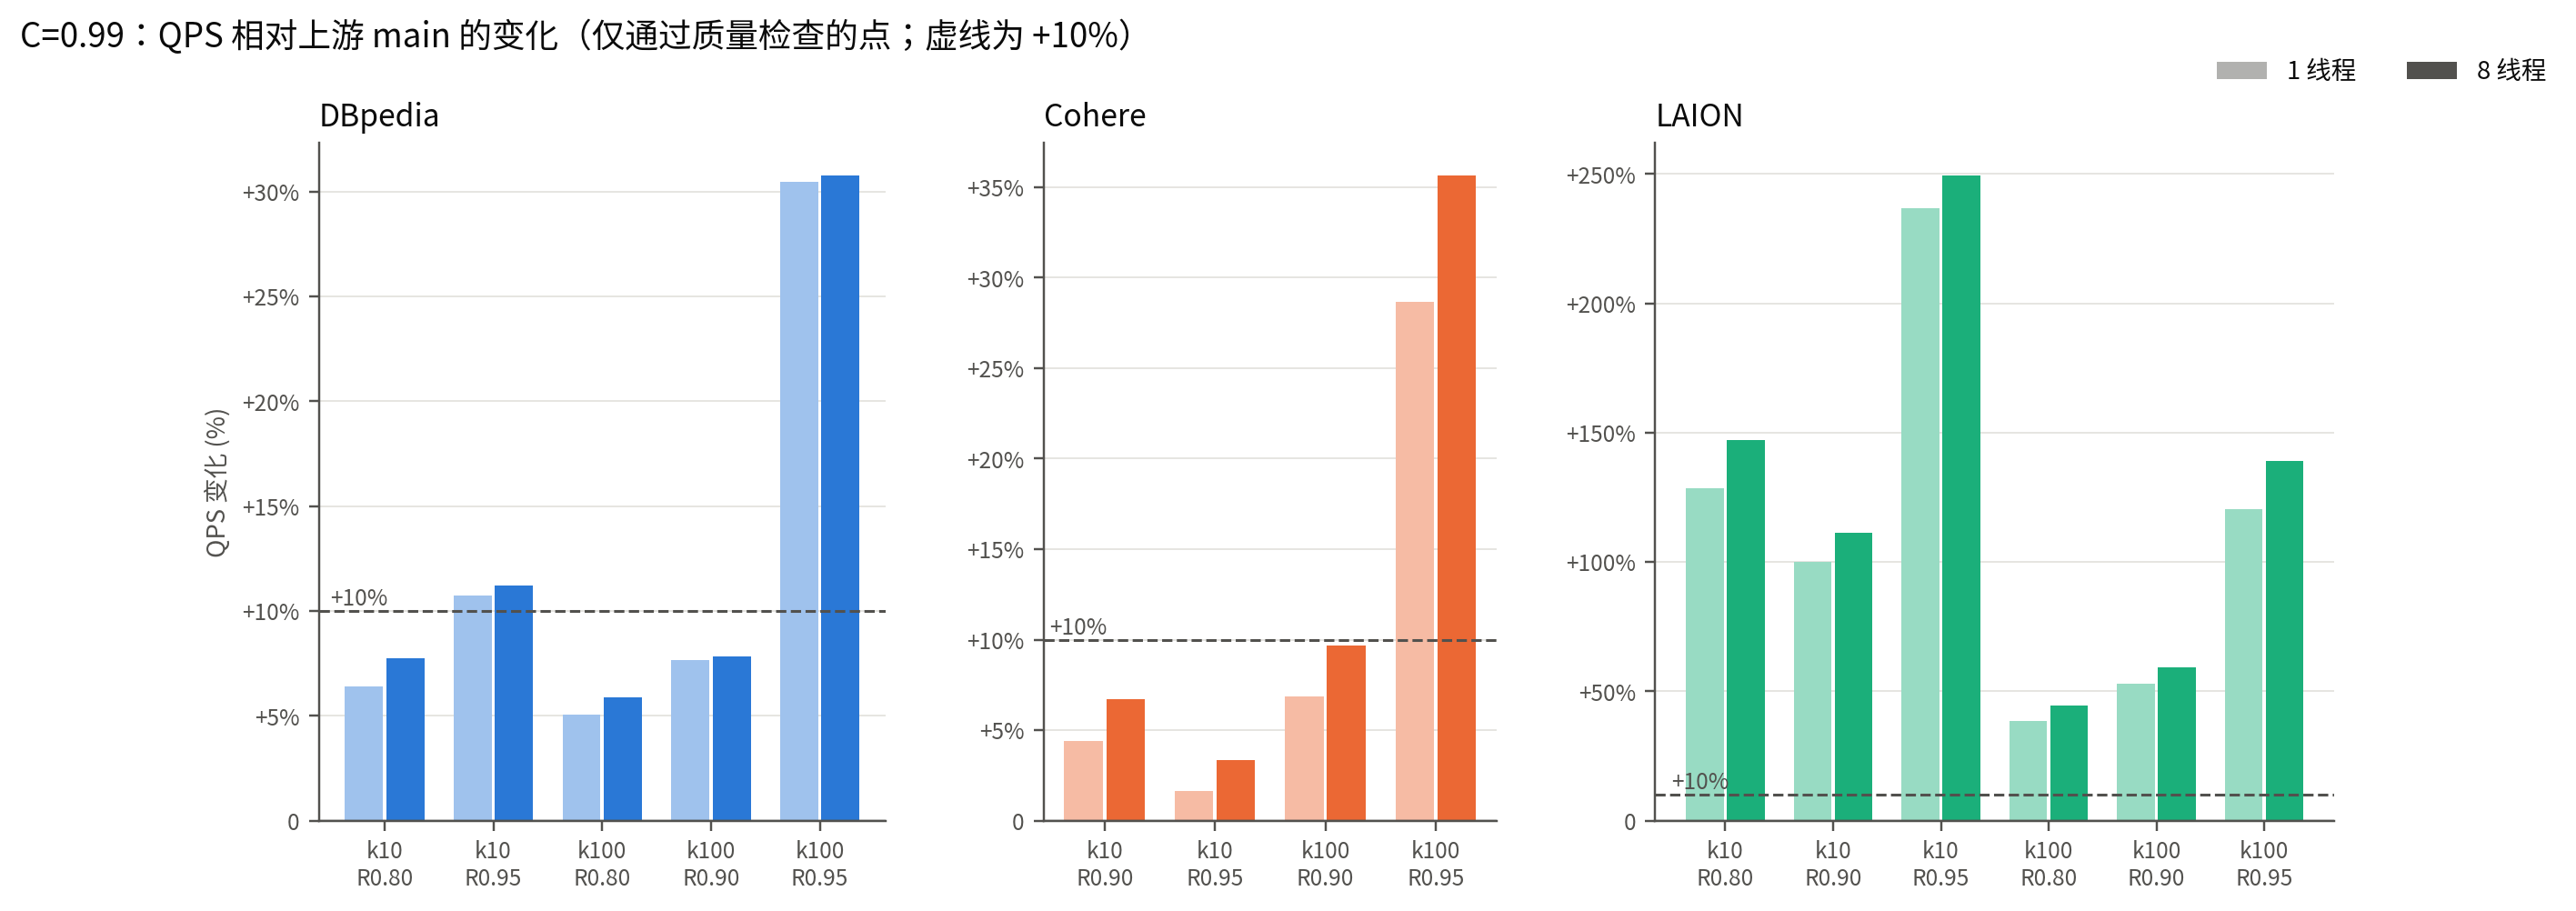 C=0.99：QPS 相对上游 main 的变化（仅通过质量检查的点；虚线为 +10%）
1 线程
8 线程
DBpedia
QPS 变化 (%)
+30%
+25%
+20%
+15%
+10%
+5%
0
+10%
k10
R0.80
k10
R0.95
k100
R0.80
k100
R0.90
k100
R0.95
Cohere
+35%
+30%
+25%
+20%
+15%
+10%
+5%
0
+10%
k10
R0.90
k10
R0.95
k100
R0.90
k100
R0.95
LAION
+250%
+200%
+150%
+100%
+50%
0
+10%
k10
R0.80
k10
R0.90
k10
R0.95
k100
R0.80
k100
R0.90
k100
R0.95